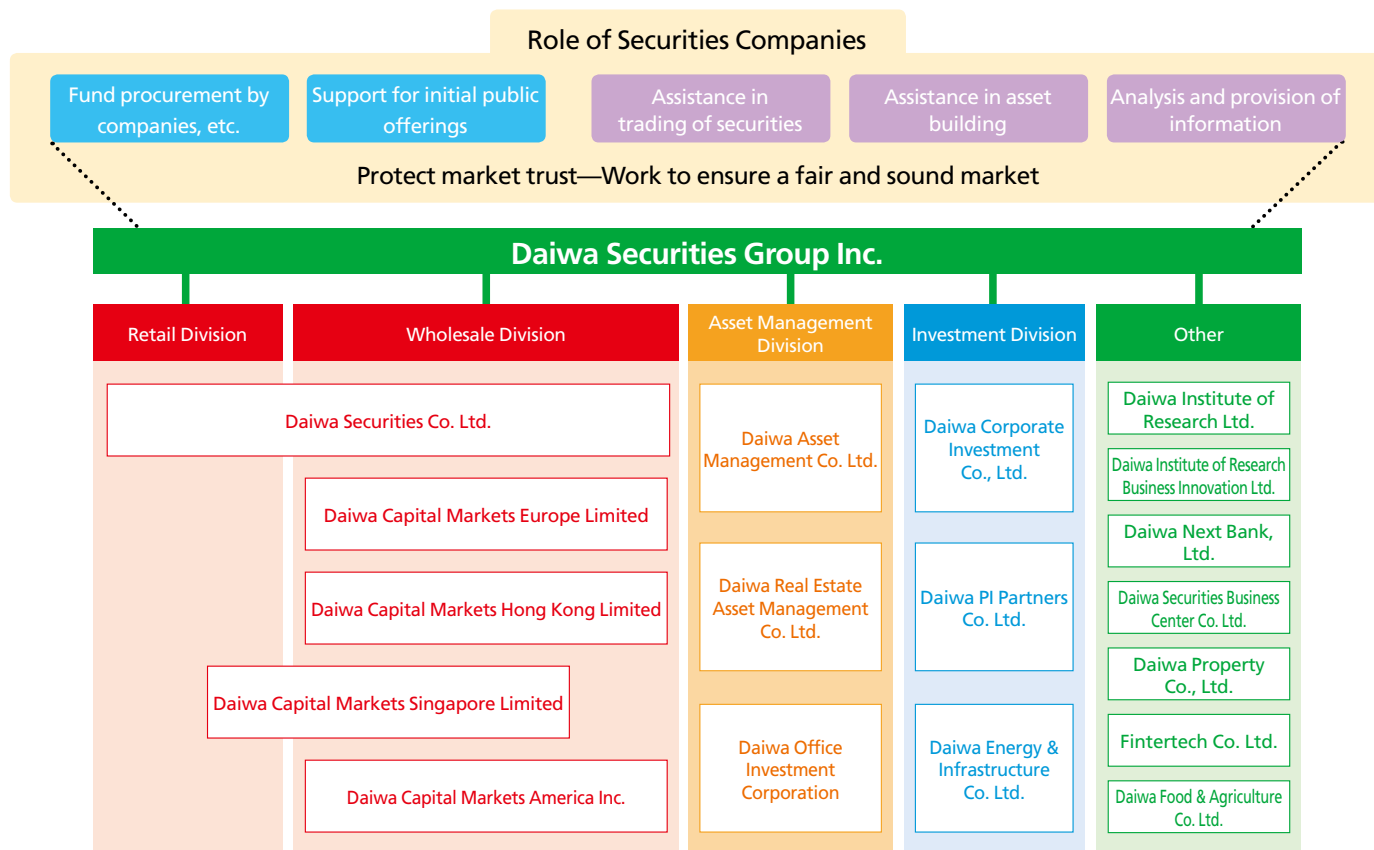 Role of Securities Companies
Fund procurement by
companies, etc.
Support for initial public
offerings
Assistance in
trading of securities
Assistance in asset
building
Analysis and provision of
information
Protect market trust—Work to ensure a fair and sound market
Daiwa Securities Group Inc.
Retail Division
Wholesale Division
Asset Management
Division
Investment Division
Other
Daiwa Securities Co. Ltd.
Daiwa Capital Markets Europe Limited
Daiwa Capital Markets Hong Kong Limited
Daiwa Capital Markets Singapore Limited
Daiwa Capital Markets America Inc.
Daiwa Asset
Management Co. Ltd.
Daiwa Real Estate
Asset Management
Co. Ltd.
Daiwa Office
Investment
Corporation
Daiwa Corporate
Investment
Co., Ltd.
Daiwa PI Partners
Co. Ltd.
Daiwa Energy &
Infrastructure
Co. Ltd.
Daiwa Institute of
Research Ltd.
Daiwa Institute of Research
Business Innovation Ltd.
Daiwa Next Bank,
Ltd.
Daiwa Securities Business
Center Co. Ltd.
Daiwa Property
Co., Ltd.
Fintertech Co. Ltd.
Daiwa Food & Agriculture
Co. Ltd.